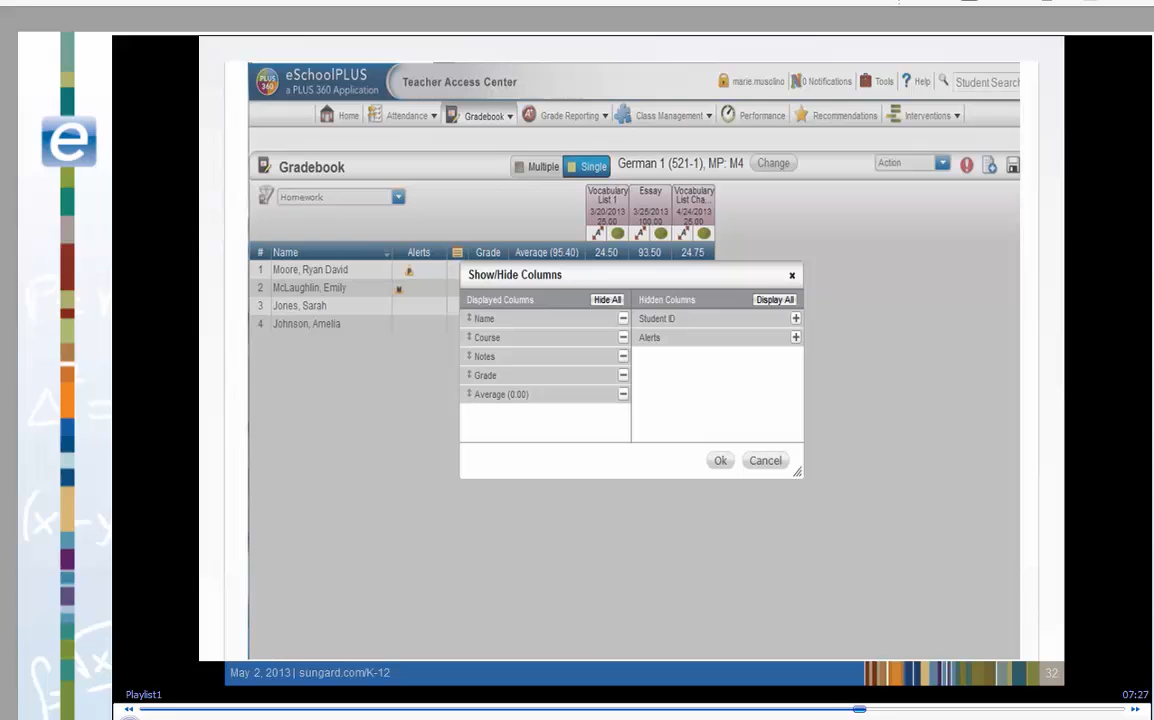 eSchoolPLUS
PLUS 360
a PLUS 360 Application
Teacher Access Center
marie.musolino
0 Notifications
Tools
? Help
Student Search
Home
Attendance
Gradebook
Grade Reporting
Class Management
Performance
Recommendations
Interventions
Gradebook
Multiple
Single
German 1 (521-1), MP: M4
Change
Action
Homework
Vocabulary List 1
3/20/2013
25.00
Essay
3/25/2013
100.00
Vocabulary List Cha...
4/24/2013
25.00
# Name Alerts Grade Average (95.40) 24.50 93.50 24.75
1 Moore, Ryan David
2 McLaughlin, Emily M
3 Jones, Sarah
4 Johnson, Amelia
Show/Hide Columns x
Displayed Columns Hide All
Hidden Columns Display All
Name
Course
Notes
Grade
Average (0.00)
Student ID
Alerts
Ok
Cancel
May 2, 2013 | sungard.com/K-12
32
Playlist1
07:27